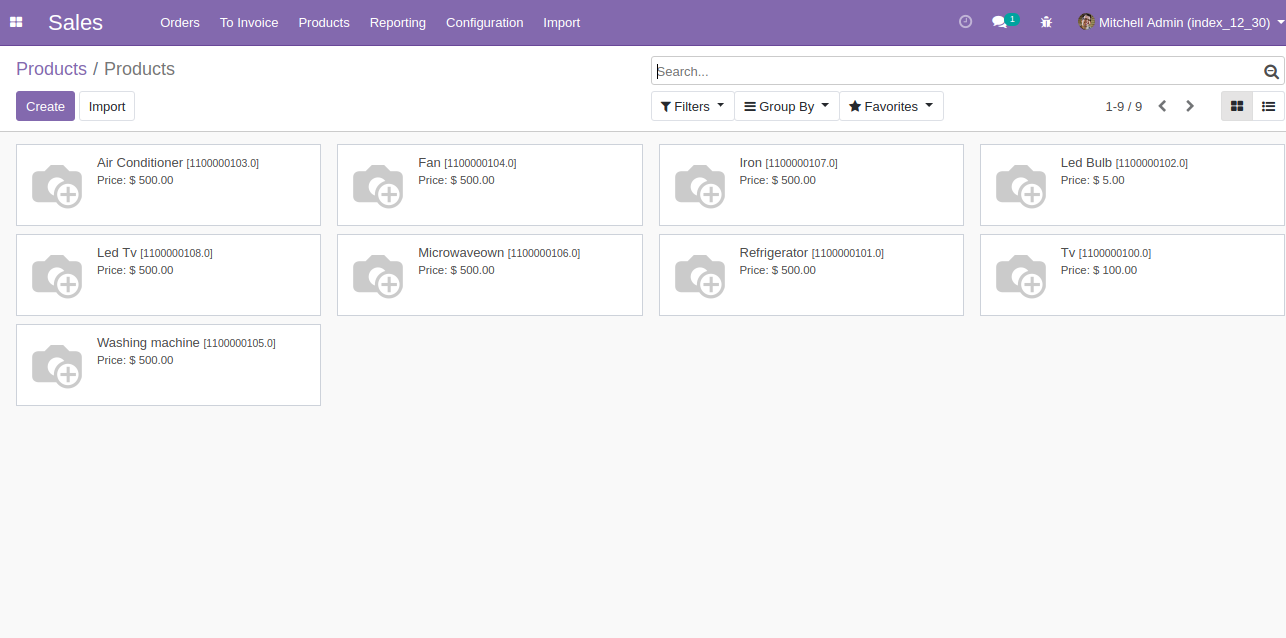 Sales Orders To Invoice Products Reporting Configuration Import 1 Mitchell Admin (index_12_30)
Products / Products
Search...
Create Import Filters Group By Favorites 1-9 / 9
Air Conditioner [1100000103.0]
Price: $ 500.00
Fan [1100000104.0]
Price: $ 500.00
Iron [1100000107.0]
Price: $ 500.00
Led Bulb [1100000102.0]
Price: $ 5.00
Led Tv [1100000108.0]
Price: $ 500.00
Microwaveown [1100000106.0]
Price: $ 500.00
Refrigerator [1100000101.0]
Price: $ 500.00
Tv [1100000100.0]
Price: $ 100.00
Washing machine [1100000105.0]
Price: $ 500.00